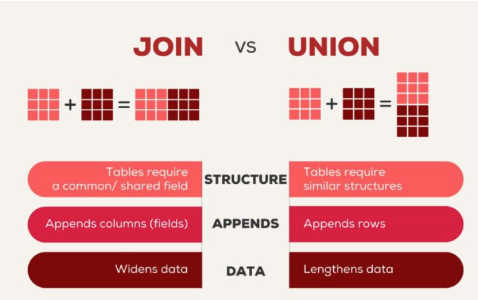 JOIN VS UNION
+ =
+ =
Tables require
a common/ shared field
STRUCTURE
Tables require
similar structures
Appends columns (fields)
APPENDS
Appends rows
Widens data
DATA
Lengthens data